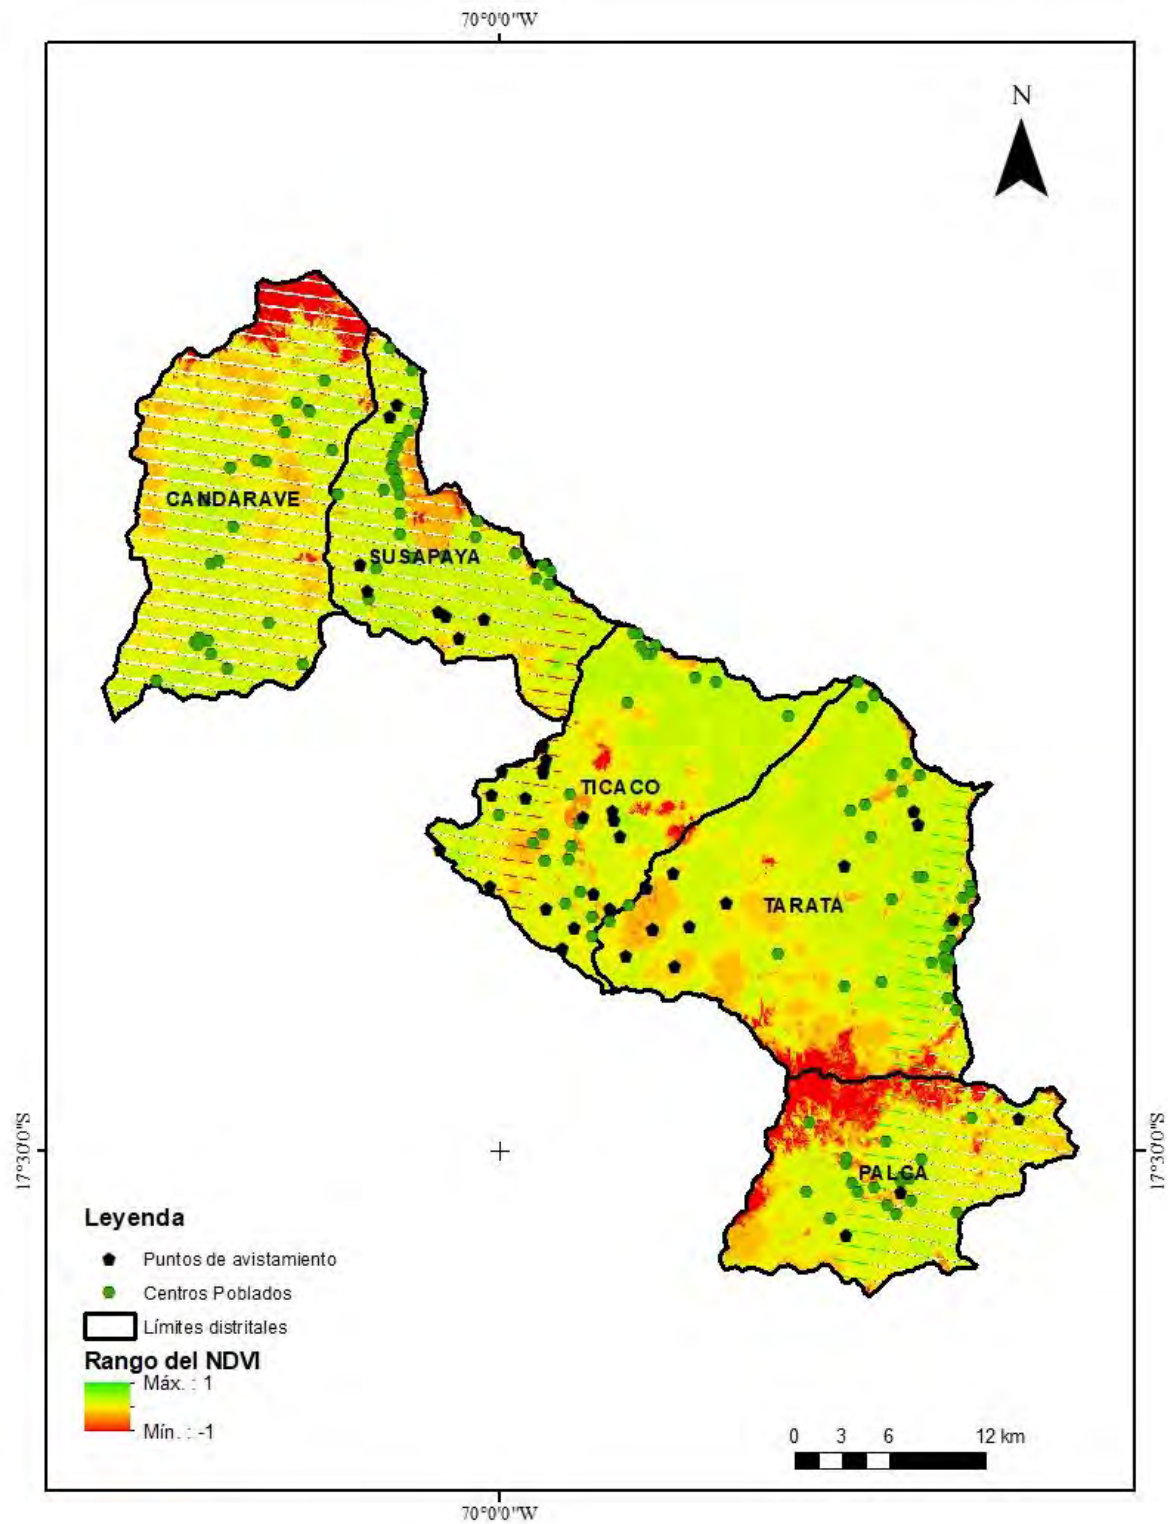 70°0'0"W
N
CANDARAVE
SUSAPAYA
TICACO
TARATA
17°30'0"S
17°30'0"S
PALCA
Leyenda
Puntos de avistamiento
Centros Poblados
Límites distritales
Rango del NDVI
Máx. : 1
Mín. : -1
0 3 6 12 km
70°0'0"W